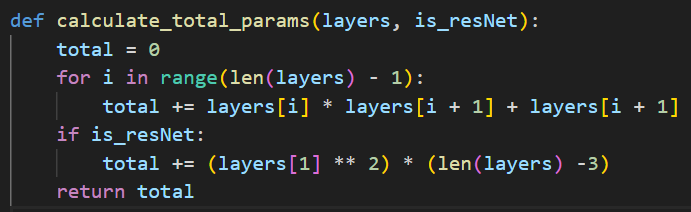 def calculate_total_params(layers, is_resNet):
    total = 0
    for i in range(len(layers) - 1):
        total += layers[i] * layers[i + 1] + layers[i + 1]
    if is_resNet:
        total += (layers[1] ** 2) * (len(layers) -3)
    return total